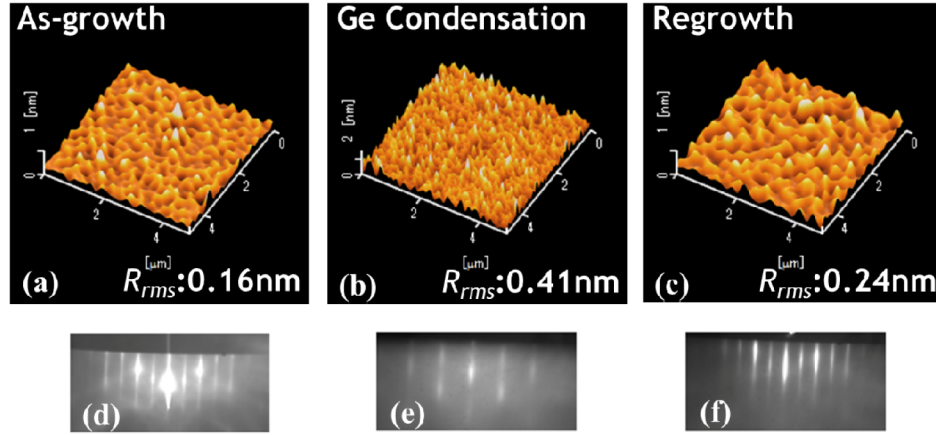 As-growth
1 [nm]
0
0
2
4
2
4
[μm]
(a)
Rrms:0.16nm
Ge Condensation
2 [nm]
0
0
2
4
2
4
[μm]
(b)
Rrms:0.41nm
Regrowth
1 [nm]
0
0
2
4
2
4
[μm]
(c)
Rrms:0.24nm
(d)
(e)
(f)